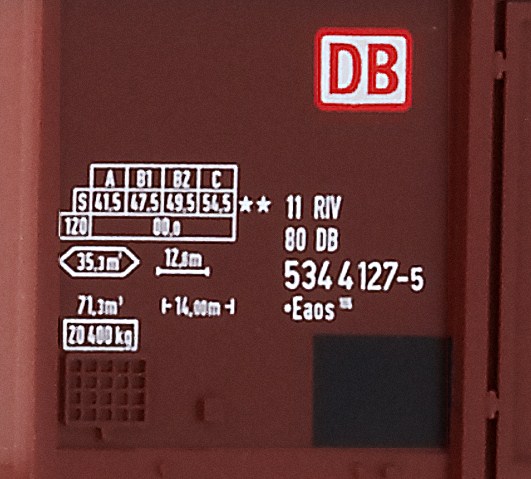 DB
A B1 B2 C
S 41,5 47,5 49,5 54,5 ★★
120 00,0
35,3m²
12,8m
71,3m³
⊢14,00m⊣
20 400 kg
11 RIV
80 DB
534 4 127-5
•Eaos